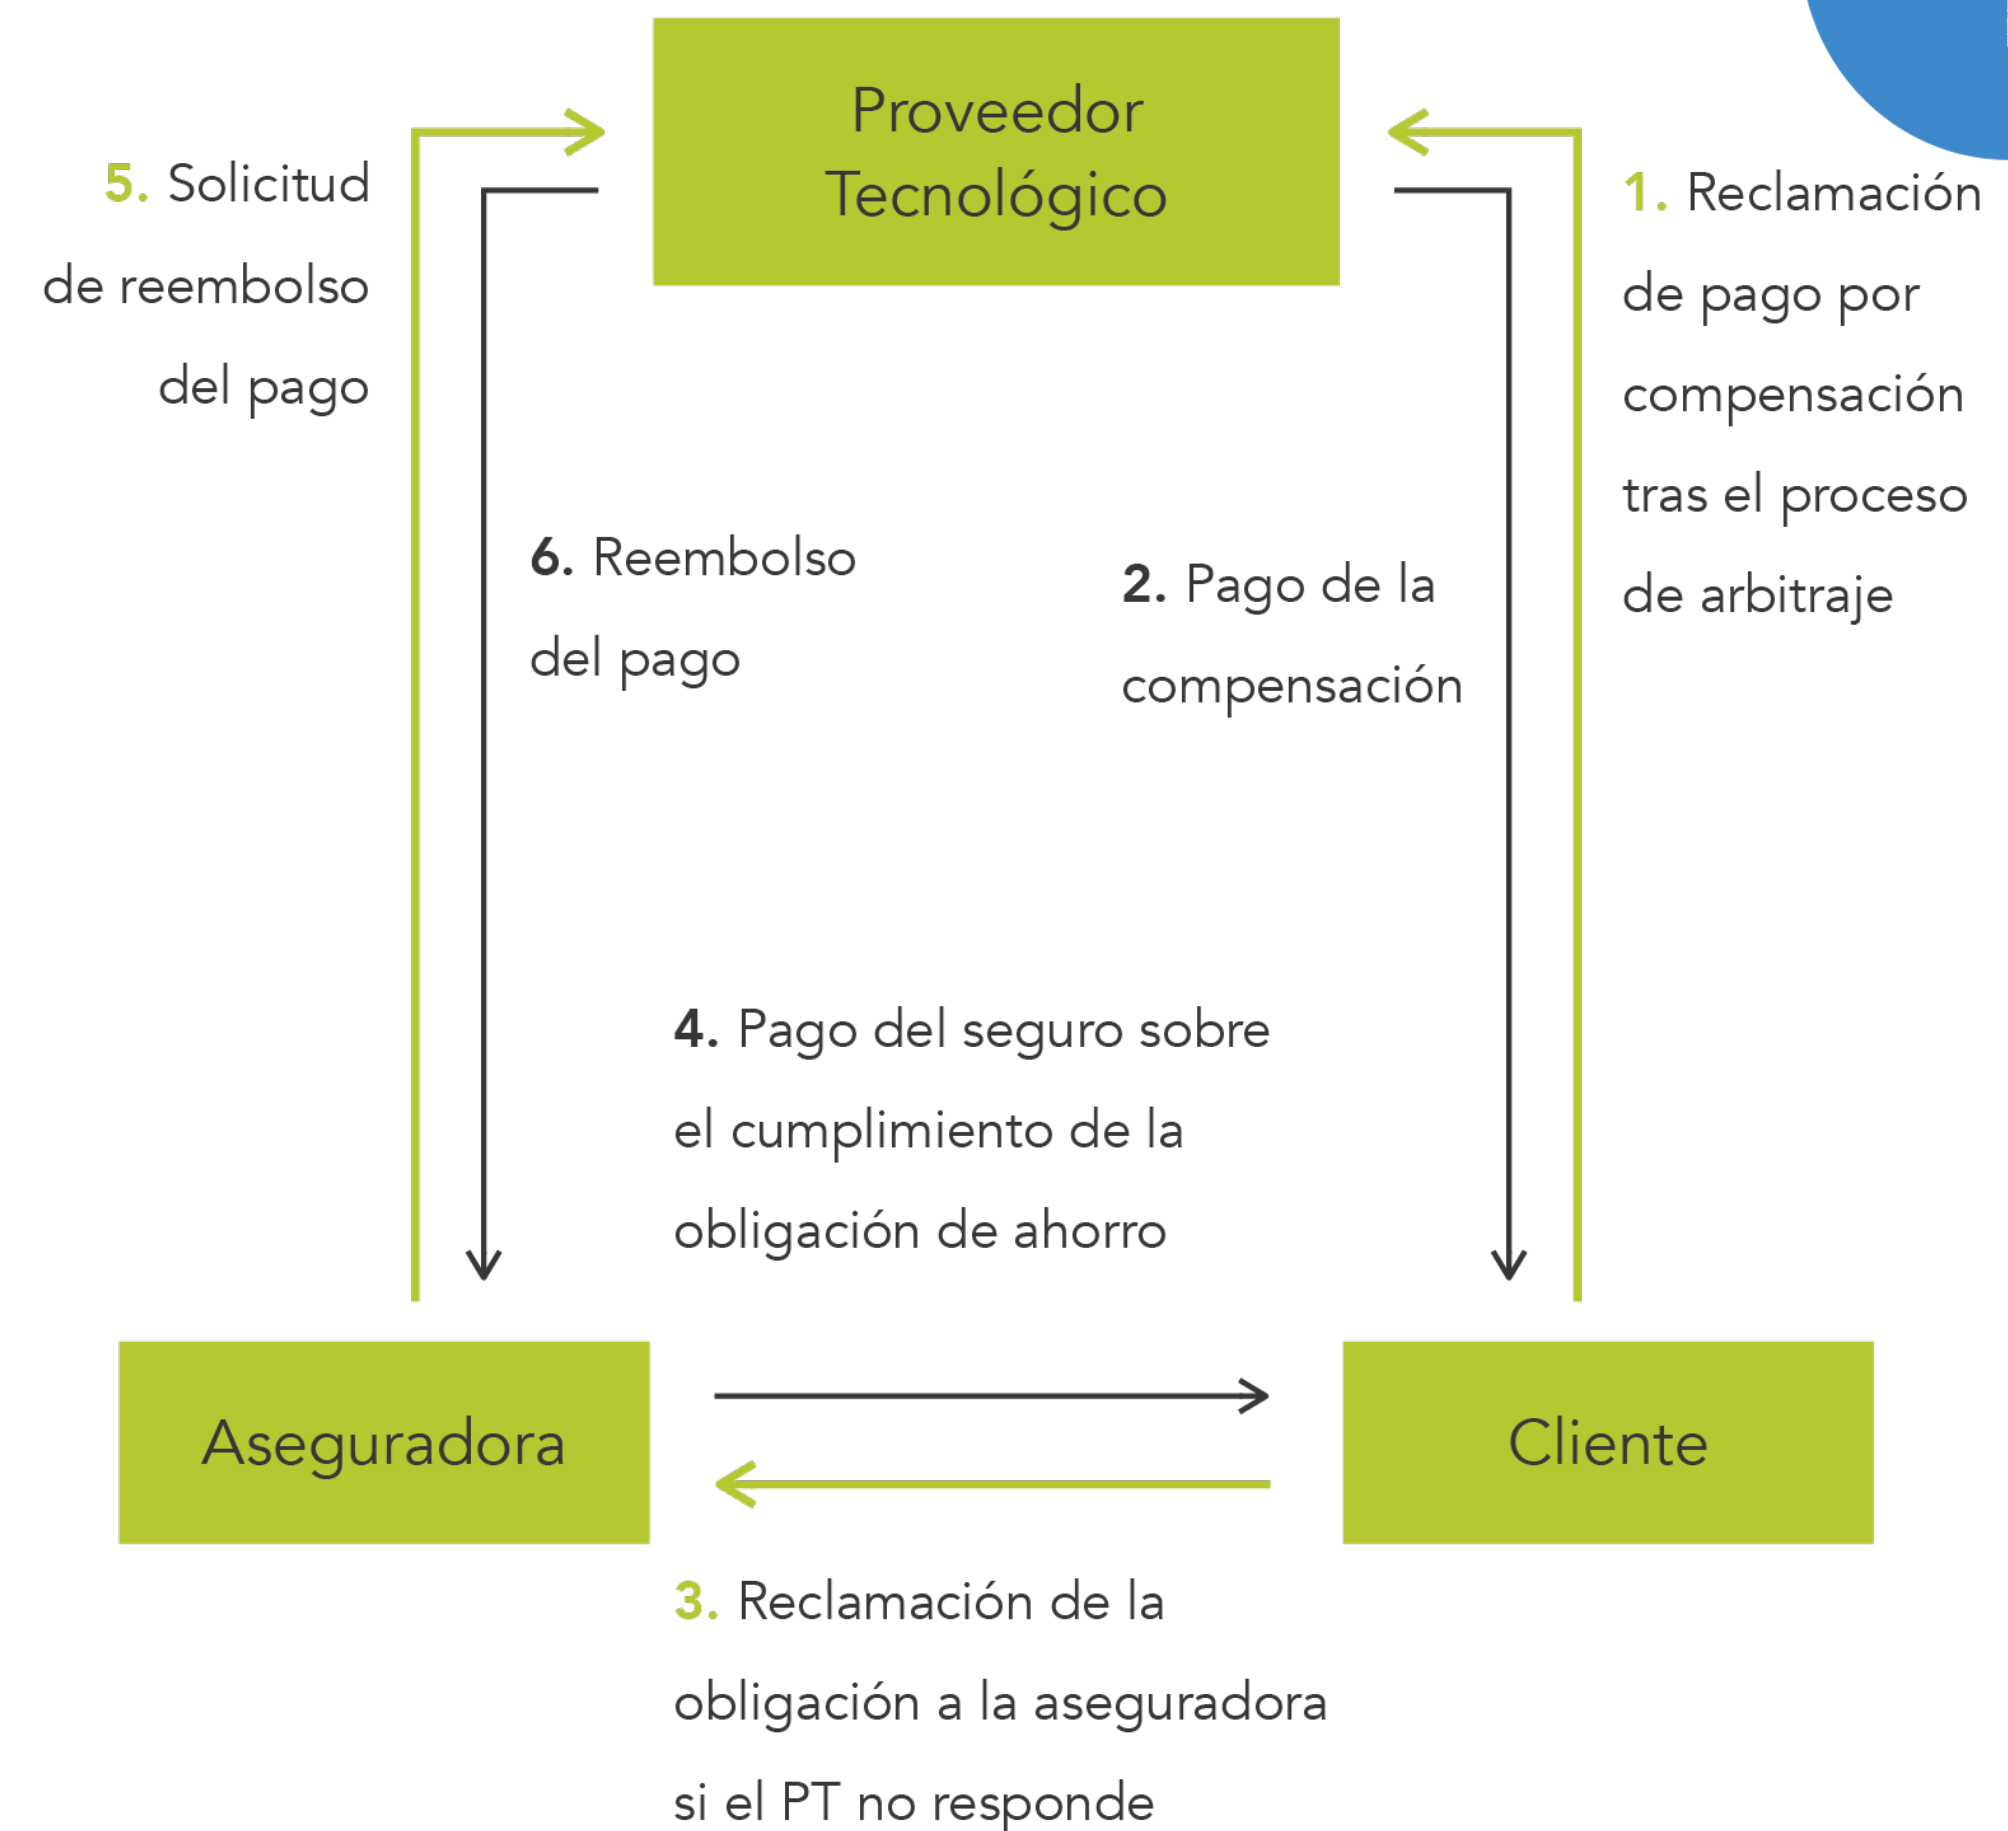 Proveedor
Tecnológico
5. Solicitud
de reembolso
del pago
1. Reclamación
de pago por
compensación
tras el proceso
de arbitraje
6. Reembolso
del pago
2. Pago de la
compensación
4. Pago del seguro sobre
el cumplimiento de la
obligación de ahorro
Aseguradora
Cliente
3. Reclamación de la
obligación a la aseguradora
si el PT no responde